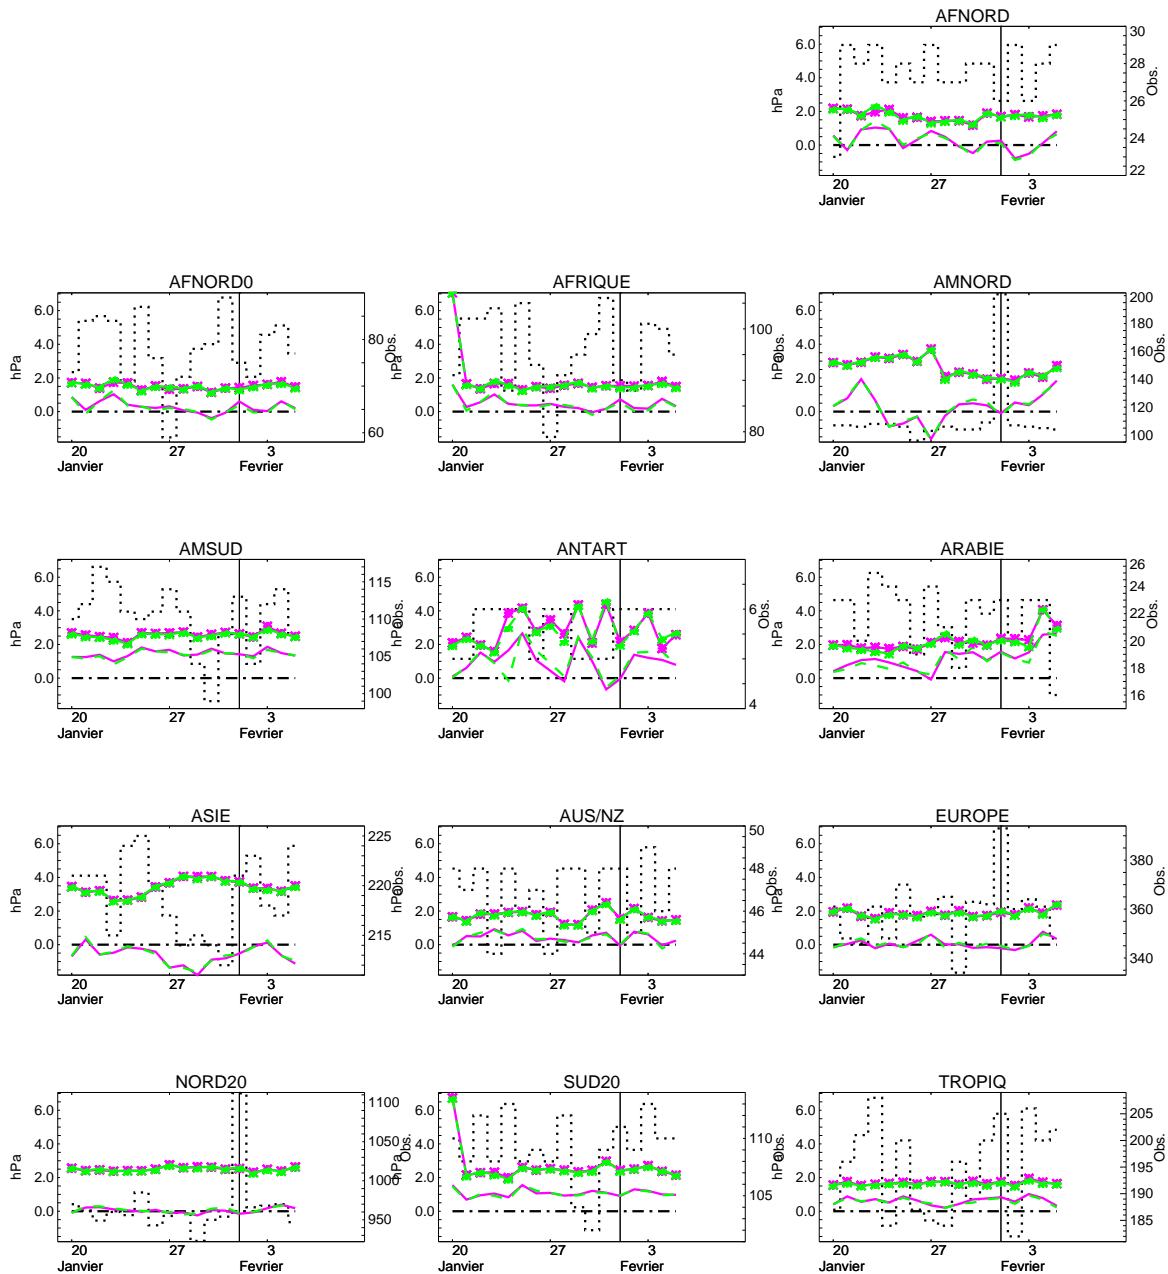 AFNORD
6.0
4.0
2.0
0.0
hPa
30
28
26
24
22
Obs.
20
27
3
Janvier
Fevrier
AFNORD0
6.0
4.0
2.0
0.0
hPa
80
60
Obs.
20
27
3
Janvier
Fevrier
AFRIQUE
6.0
4.0
2.0
0.0
hPa
100
80
Obs.
20
27
3
Janvier
Fevrier
AMNORD
6.0
4.0
2.0
0.0
hPa
200
180
160
140
120
100
Obs.
20
27
3
Janvier
Fevrier
AMSUD
6.0
4.0
2.0
0.0
hPa
115
110
105
100
Obs.
20
27
3
Janvier
Fevrier
ANTART
6.0
4.0
2.0
0.0
hPa
6
4
Obs.
20
27
3
Janvier
Fevrier
ARABIE
6.0
4.0
2.0
0.0
hPa
26
24
22
20
18
16
Obs.
20
27
3
Janvier
Fevrier
ASIE
6.0
4.0
2.0
0.0
hPa
225
220
215
Obs.
20
27
3
Janvier
Fevrier
AUS/NZ
6.0
4.0
2.0
0.0
hPa
50
48
46
44
Obs.
20
27
3
Janvier
Fevrier
EUROPE
6.0
4.0
2.0
0.0
hPa
380
360
340
Obs.
20
27
3
Janvier
Fevrier
NORD20
6.0
4.0
2.0
0.0
hPa
1100
1050
1000
950
Obs.
20
27
3
Janvier
Fevrier
SUD20
6.0
4.0
2.0
0.0
hPa
110
105
Obs.
20
27
3
Janvier
Fevrier
TROPIQ
6.0
4.0
2.0
0.0
hPa
205
200
195
190
185
Obs.
20
27
3
Janvier
Fevrier